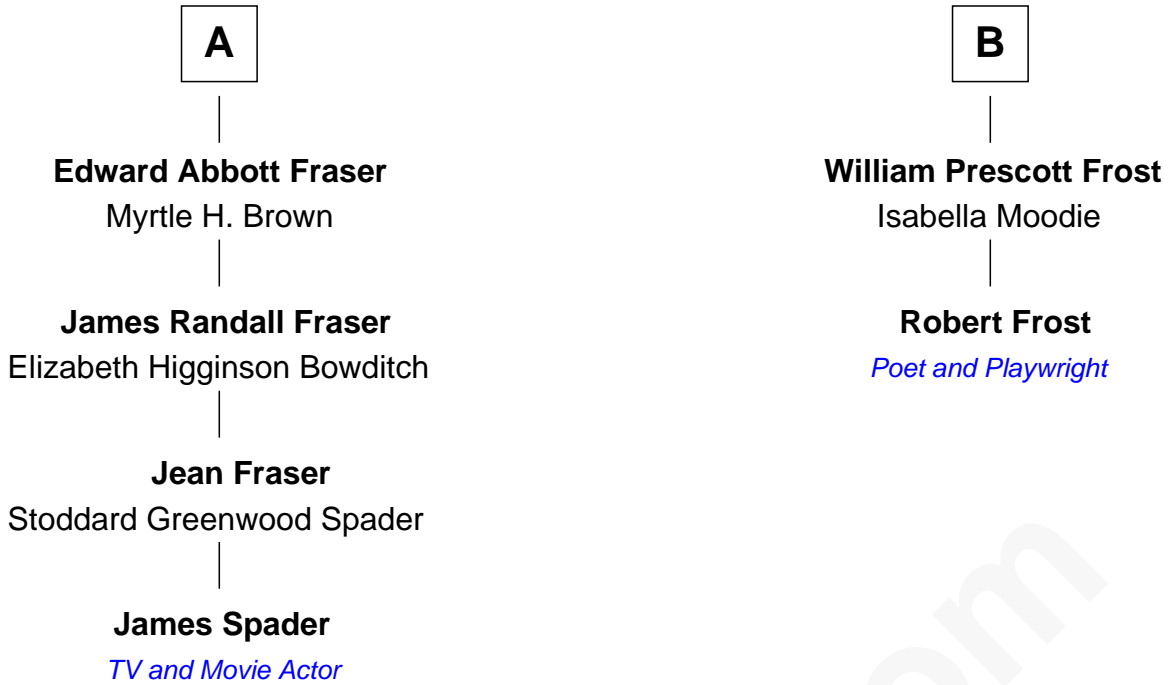 A
Edward Abbott Fraser
Myrtle H. Brown
James Randall Fraser
Elizabeth Higginson Bowditch
Jean Fraser
Stoddard Greenwood Spader
James Spader
TV and Movie Actor
B
William Prescott Frost
Isabella Moodie
Robert Frost
Poet and Playwright
om